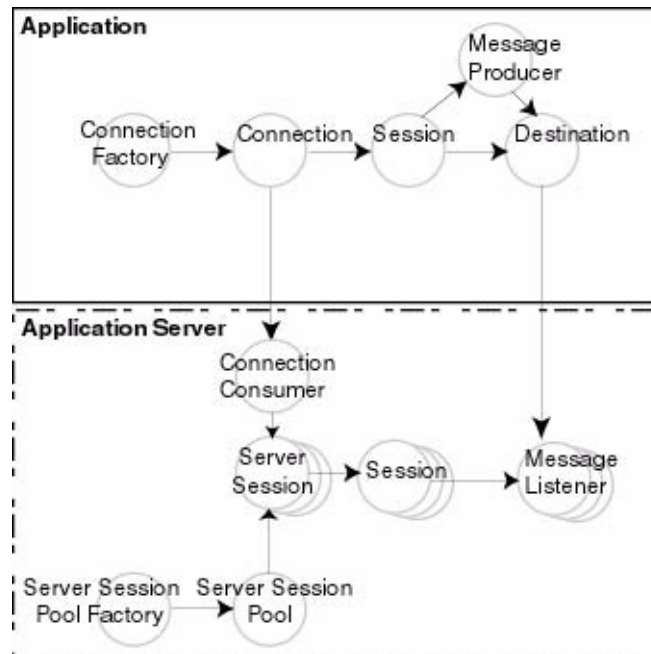 Application
Message
Producer
Connection
Factory
Connection
Session
Destination
Application Server
Connection
Consumer
Server
Session
Session
Message
Listener
Server Session
Pool Factory
Server Session
Pool